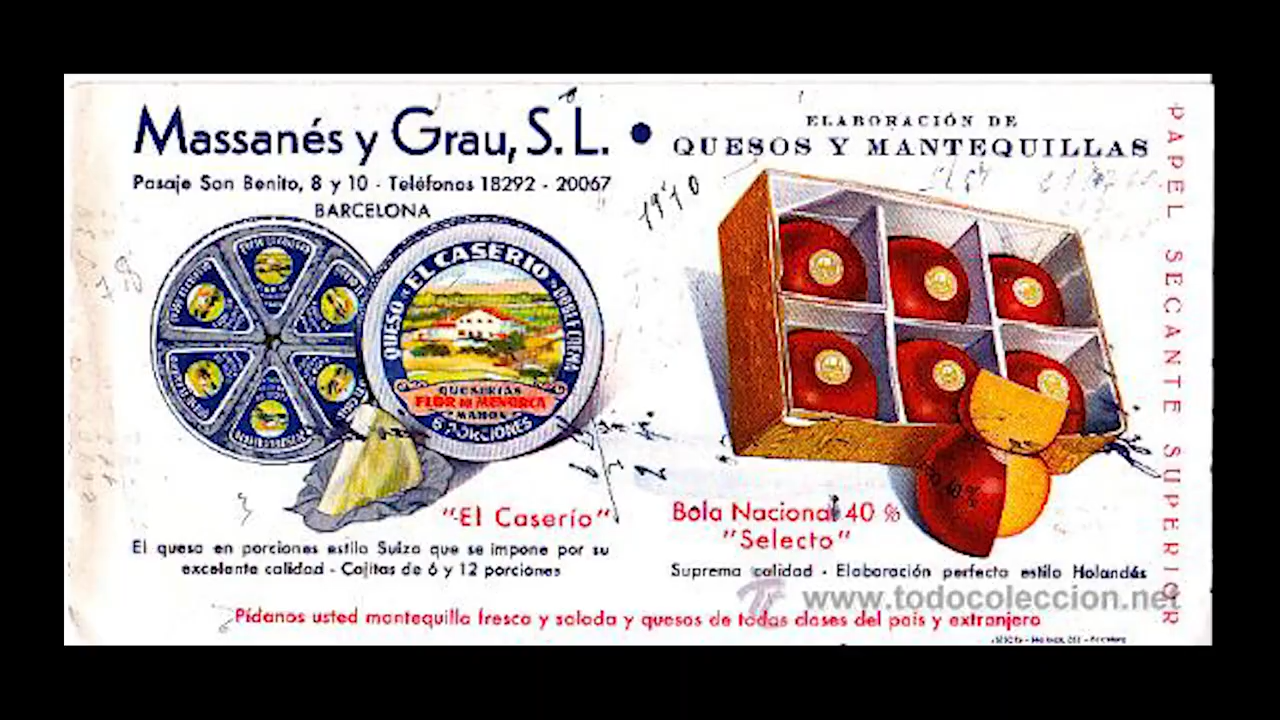 Massanés y Grau, S.L. •
Pasaje San Benito, 8 y 10 - Teléfonos 18292 - 20067
BARCELONA
ELABORACIÓN DE
QUESOS Y MANTEQUILLAS
1910
QUESO · EL CASERIO · DOBLE CREMA
QUESERIAS
FLOR DE MENORCA
MAHON
6 PORCIONES
"El Caserío"
El queso en porciones estilo Suizo que se impone por su
excelente calidad - Cajitas de 6 y 12 porciones
Bola Nacional 40 %
"Selecto"
Suprema calidad - Elaboración perfecta estilo Holandés
Pídanos usted mantequilla fresca y salada y quesos de todas clases del país y extranjero
PAPEL SECANTE SUPERIOR
www.todocoleccion.net